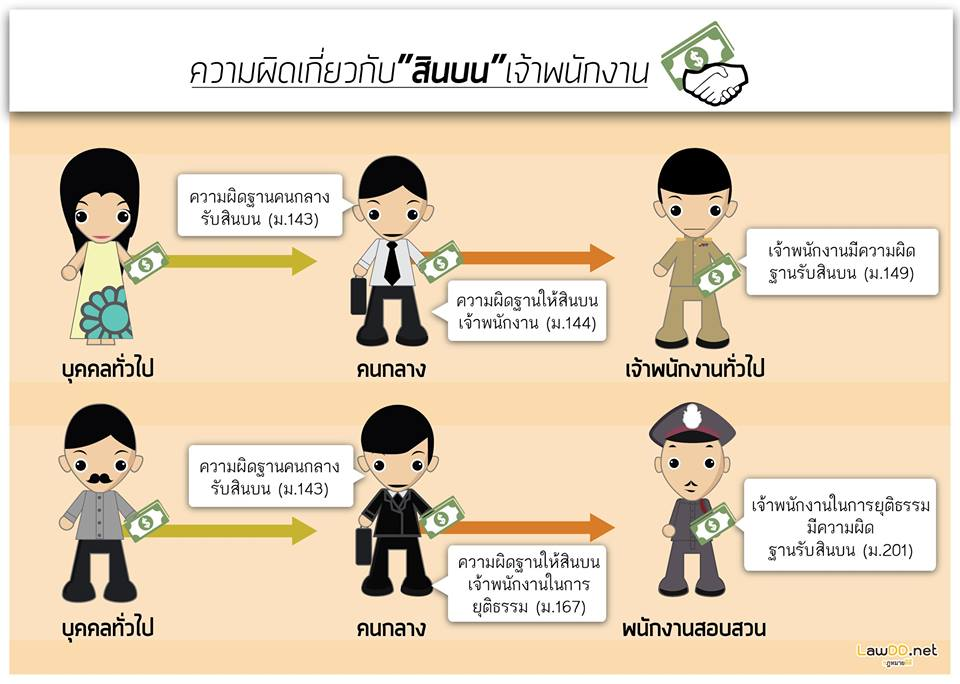 ความผิดเกี่ยวกับ"สินบน"เจ้าพนักงาน
ความผิดฐานคนกลาง
รับสินบน (ม.143)
ความผิดฐานให้สินบน
เจ้าพนักงาน (ม.144)
เจ้าพนักงานมีความผิด
ฐานรับสินบน (ม.149)
บุคคลทั่วไป
คนกลาง
เจ้าพนักงานทั่วไป
ความผิดฐานคนกลาง
รับสินบน (ม.143)
ความผิดฐานให้สินบน
เจ้าพนักงานในการ
ยุติธรรม (ม.167)
เจ้าพนักงานในการยุติธรรม
มีความผิด
ฐานรับสินบน (ม.201)
บุคคลทั่วไป
คนกลาง
พนักงานสอบสวน
LawDD.net
กฎหมายดีดี